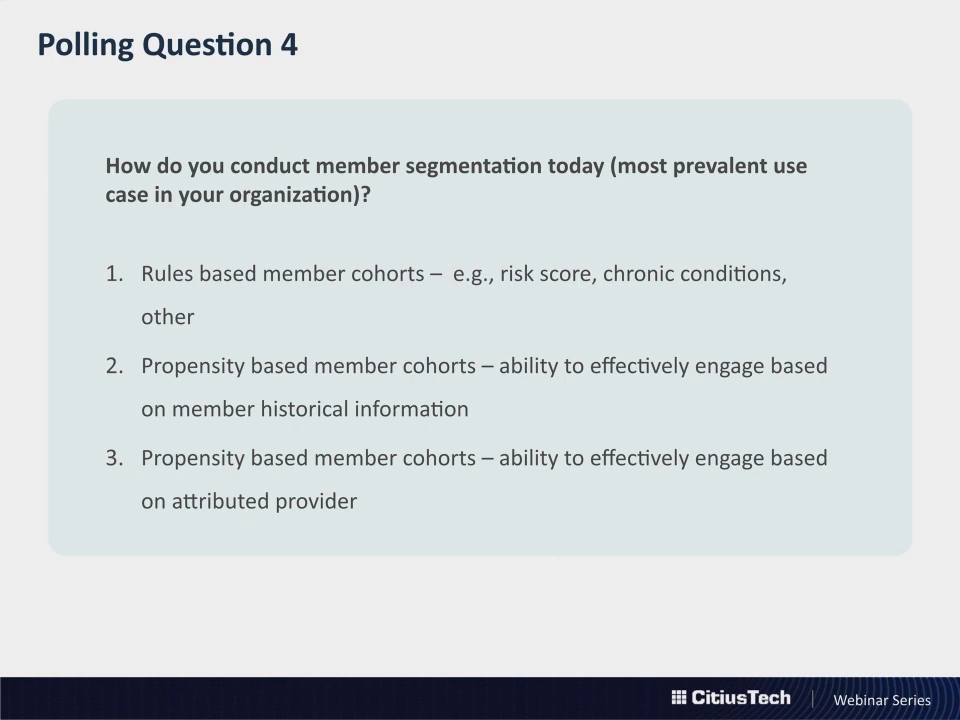 Polling Question 4
How do you conduct member segmentation today (most prevalent use
case in your organization)?
1. Rules based member cohorts – e.g., risk score, chronic conditions,
other
2. Propensity based member cohorts – ability to effectively engage based
on member historical information
3. Propensity based member cohorts – ability to effectively engage based
on attributed provider
CitiusTech | Webinar Series